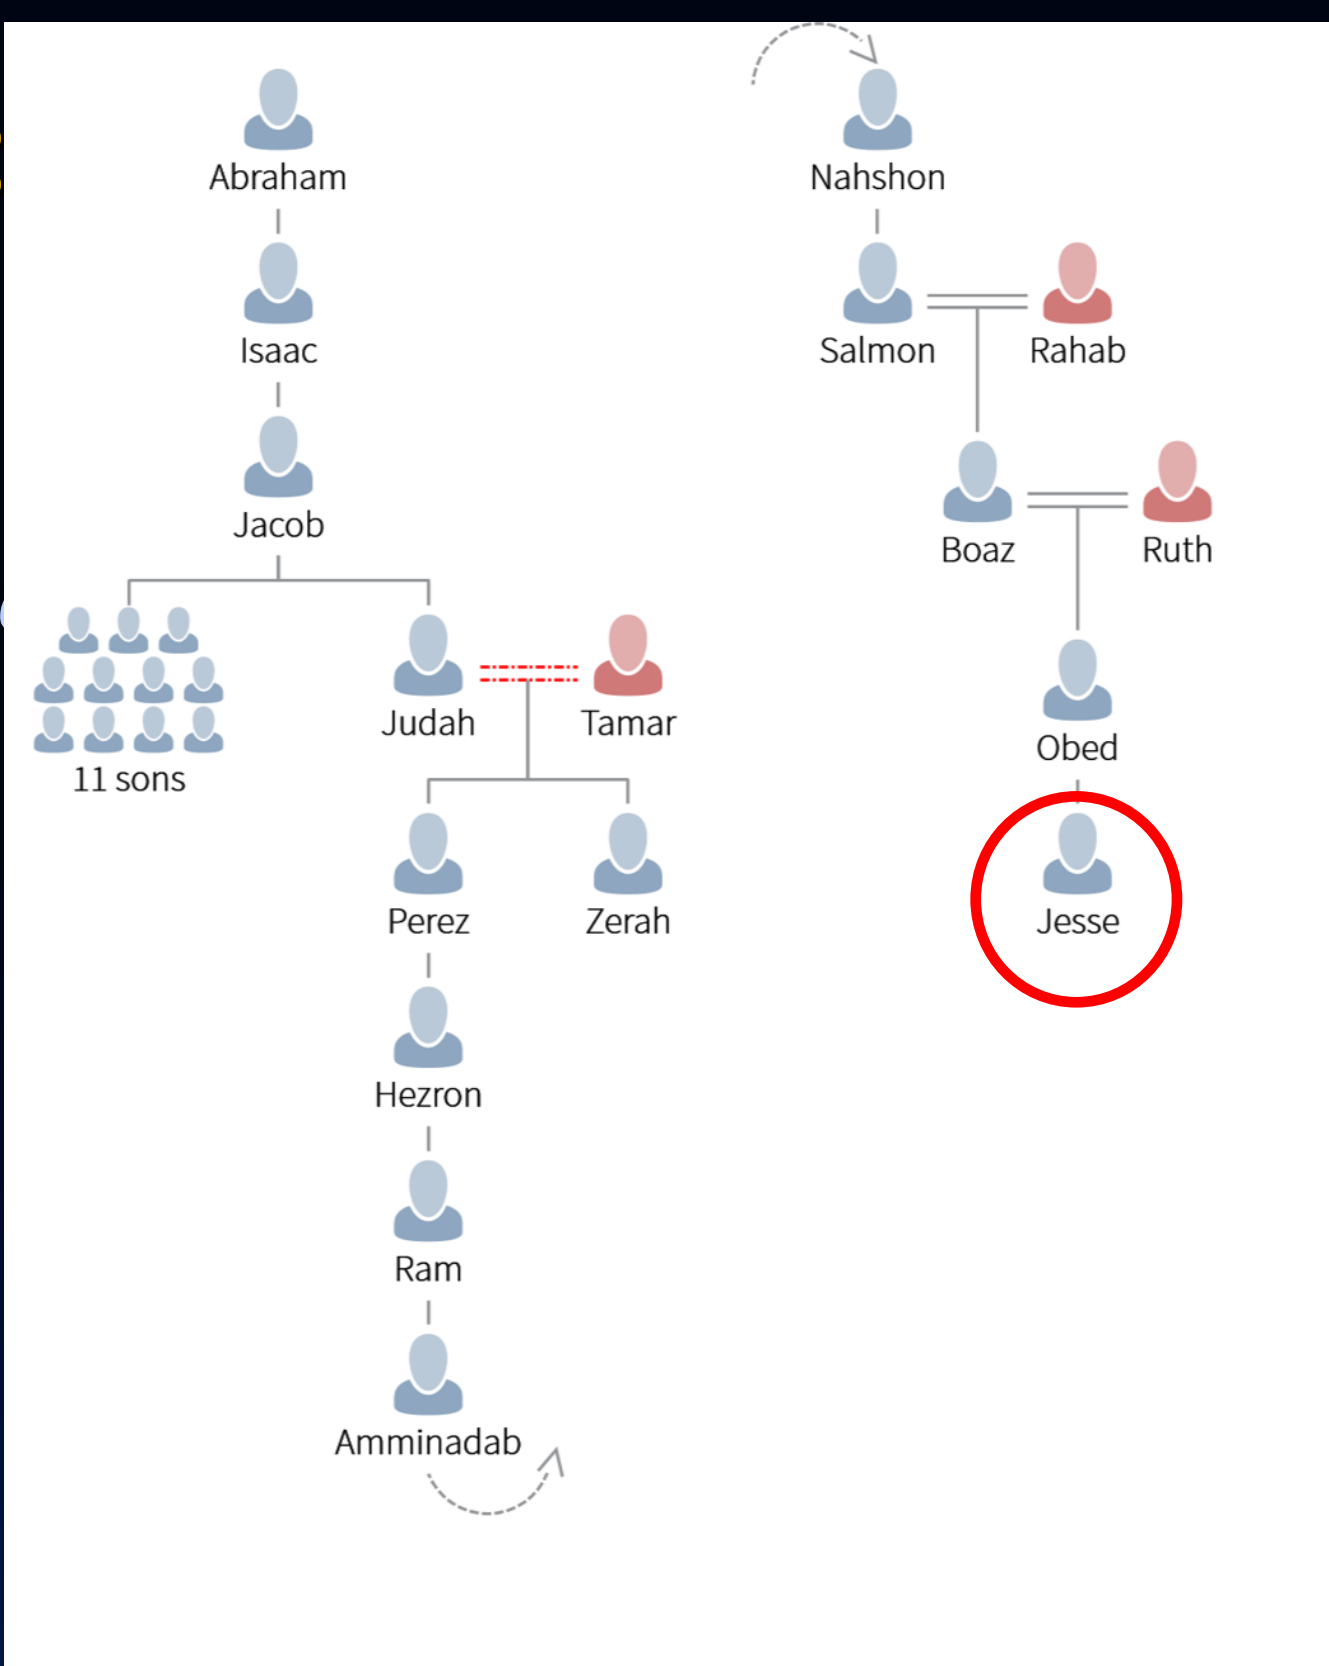 Abraham
Isaac
Jacob
11 sons
Judah
Tamar
Perez
Zerah
Hezron
Ram
Amminadab
Nahshon
Salmon
Rahab
Boaz
Ruth
Obed
Jesse